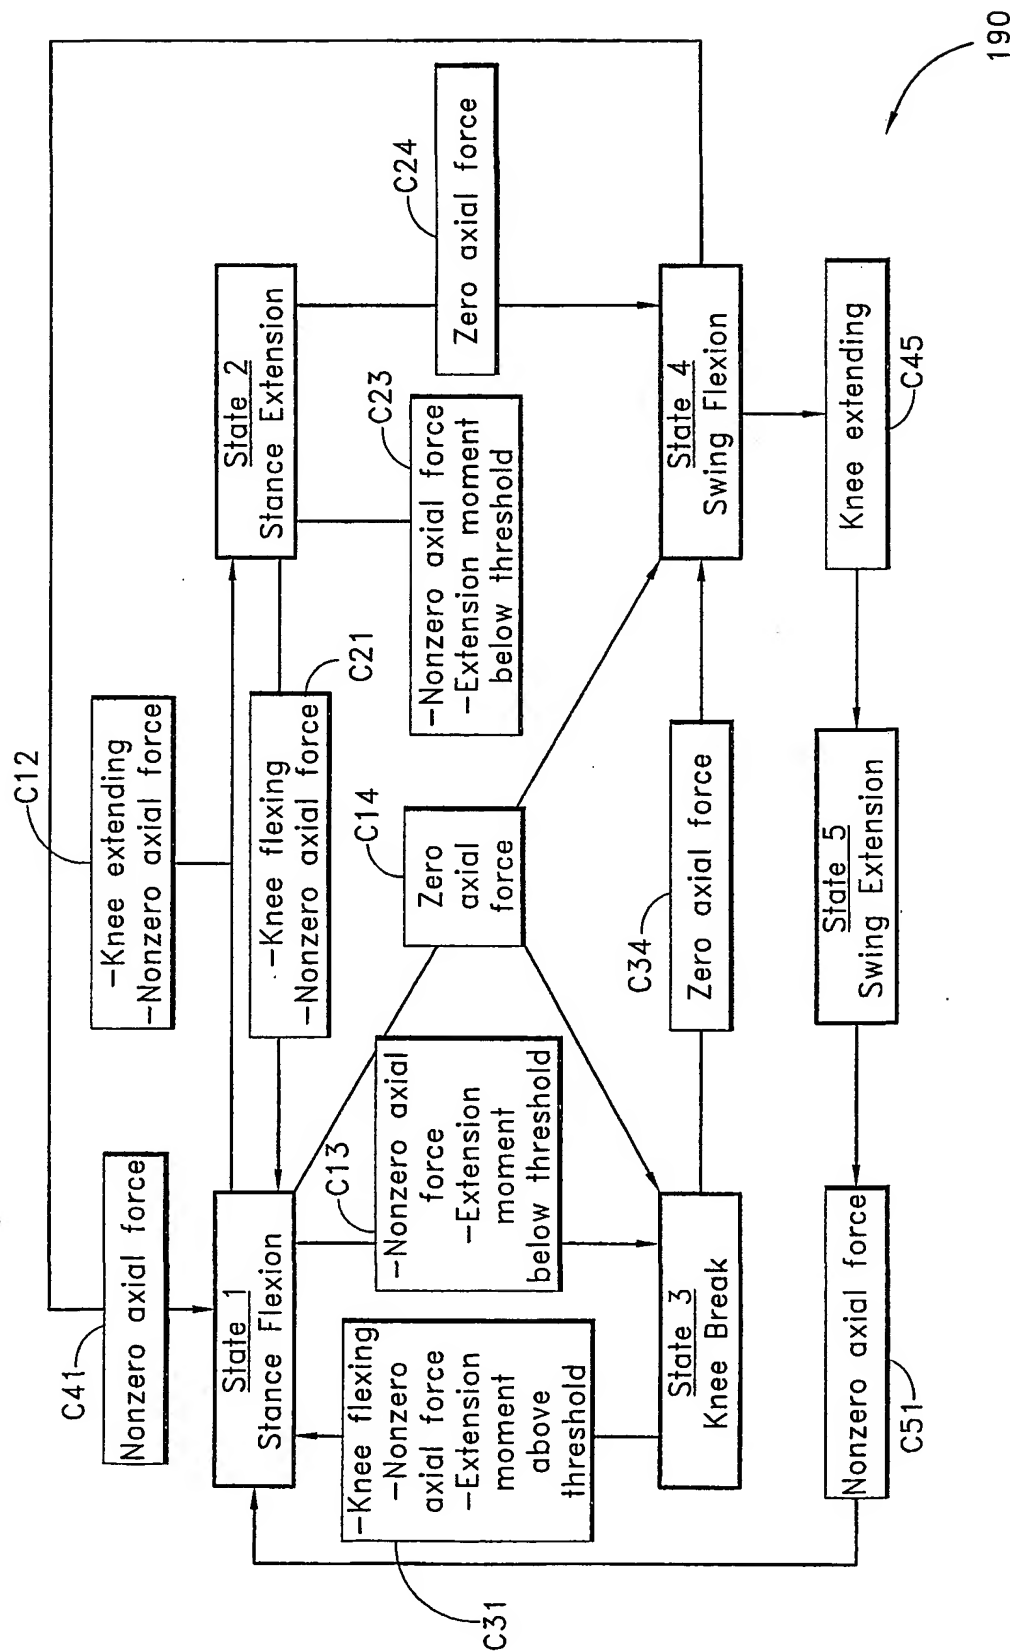 C41
Nonzero axial force
C12
–Knee extending
–Nonzero axial force
State 1
Stance Flexion
–Knee flexing
–Nonzero axial force
C21
State 2
Stance Extension
C31
–Knee flexing
–Nonzero
axial force
–Extension
moment
above
threshold
C13
–Nonzero axial
force
–Extension
moment
below threshold
C14
Zero
axial
force
C23
–Nonzero axial force
–Extension moment
below threshold
C24
Zero axial force
State 3
Knee Break
C34
Zero axial force
State 4
Swing Flexion
C51
Nonzero axial force
State 5
Swing Extension
Knee extending
C45
190